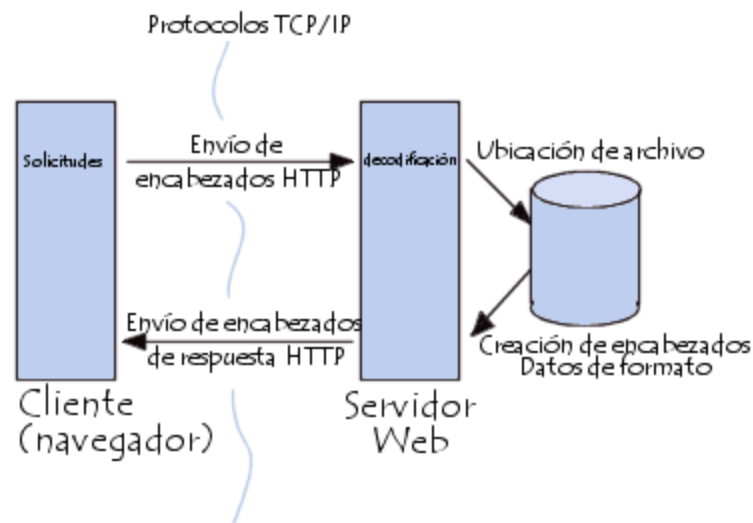 Protocolos TCP/IP
Solicitudes
Envío de
encabezados HTTP
decodificación
Ubicación de archivo
Envío de encabezados
de respuesta HTTP
Creación de encabezados
Datos de formato
Cliente
(navegador)
Servidor
Web